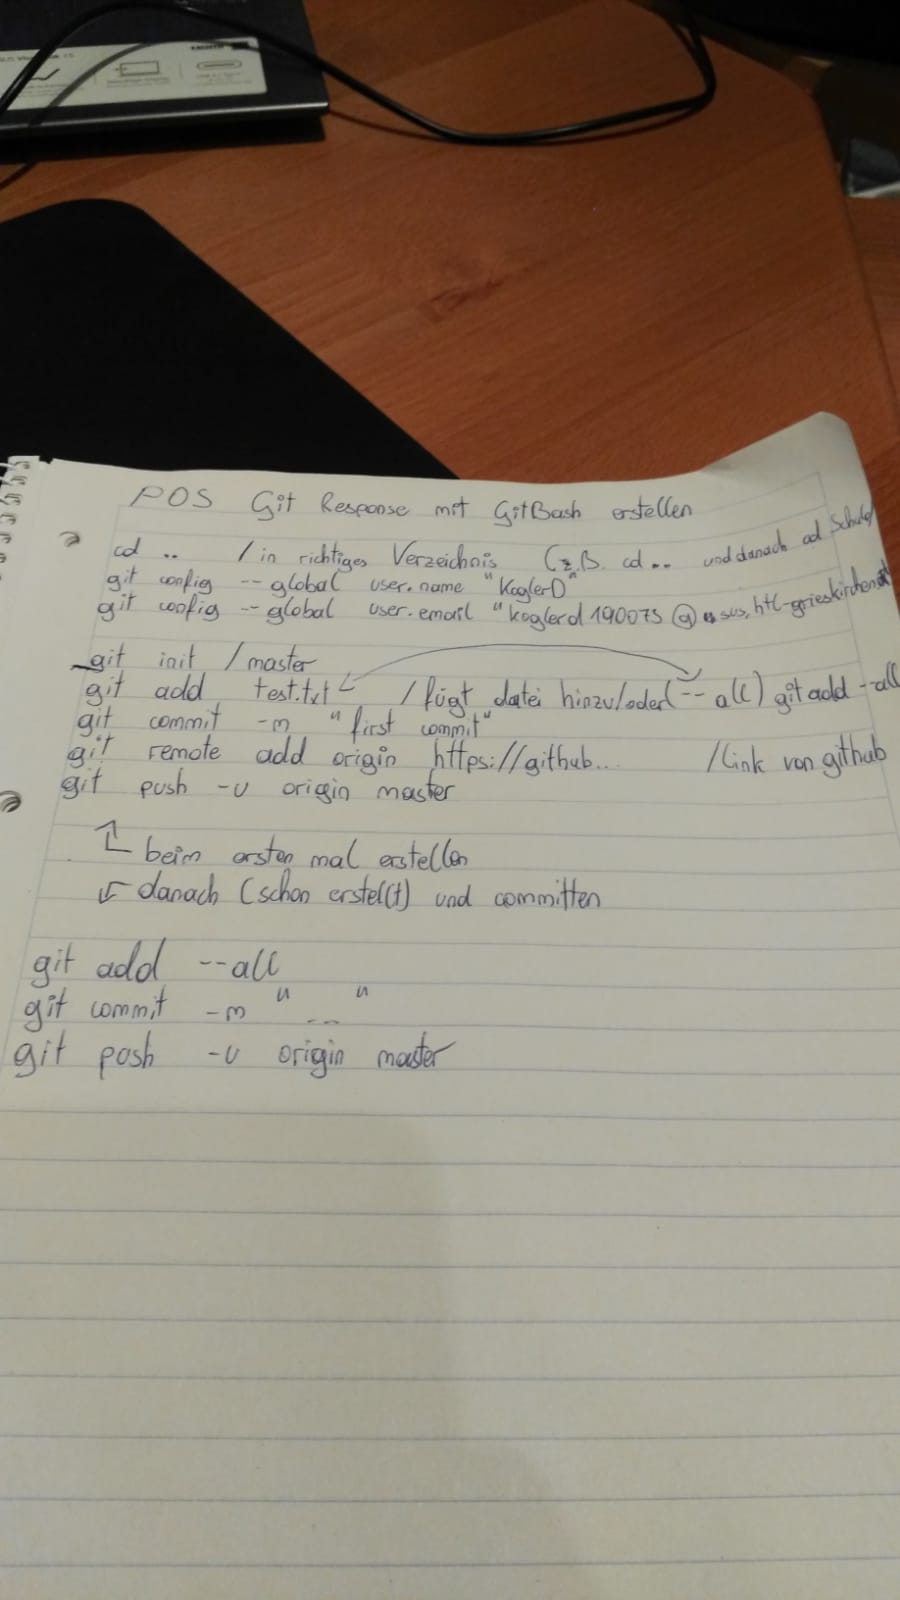 POS Git Response mit GitBash erstellen
cd .. / in richtiges Verzeichnis (z.B. cd.. und danach cd Schule)
git config --global user.name "KoglerD"
git config --global user.email "koglerd190073@sus.htl-grieskirchen
git init / master
git add test.txt / fügt datei hinzu/oder(--all) git add --all
git commit -m "first commit"
git remote add origin https://github... /Link von github
git push -u origin master
beim ersten mal erstellen
danach (schon erstellt) und committen
git add --all
git commit -m "..."
git push -u origin master